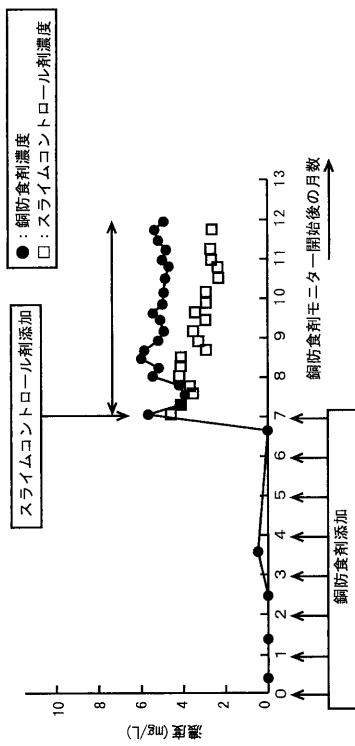 ●：銅防食剤濃度
□：スライムコントロール剤濃度
スライムコントロール剤添加
濃度(mg/L)
10
8
6
4
2
0
0 1 2 3 4 5 6 7 8 9 10 11 12 13
銅防食剤モニター開始後の月数
銅防食剤添加